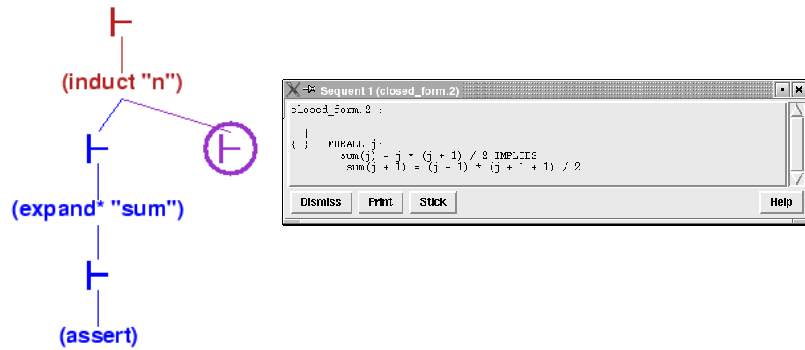 (induct "n")
(expand* "sum")
(assert)
Sequent 1 (closed_form.2)
closed_form.2 :
FORALL j:
sum(j) = j * (j + 1) / 2 IMPLIES
sum(j + 1) = (j + 1) * (j + 1 + 1) / 2
Dismiss Print Stick Help